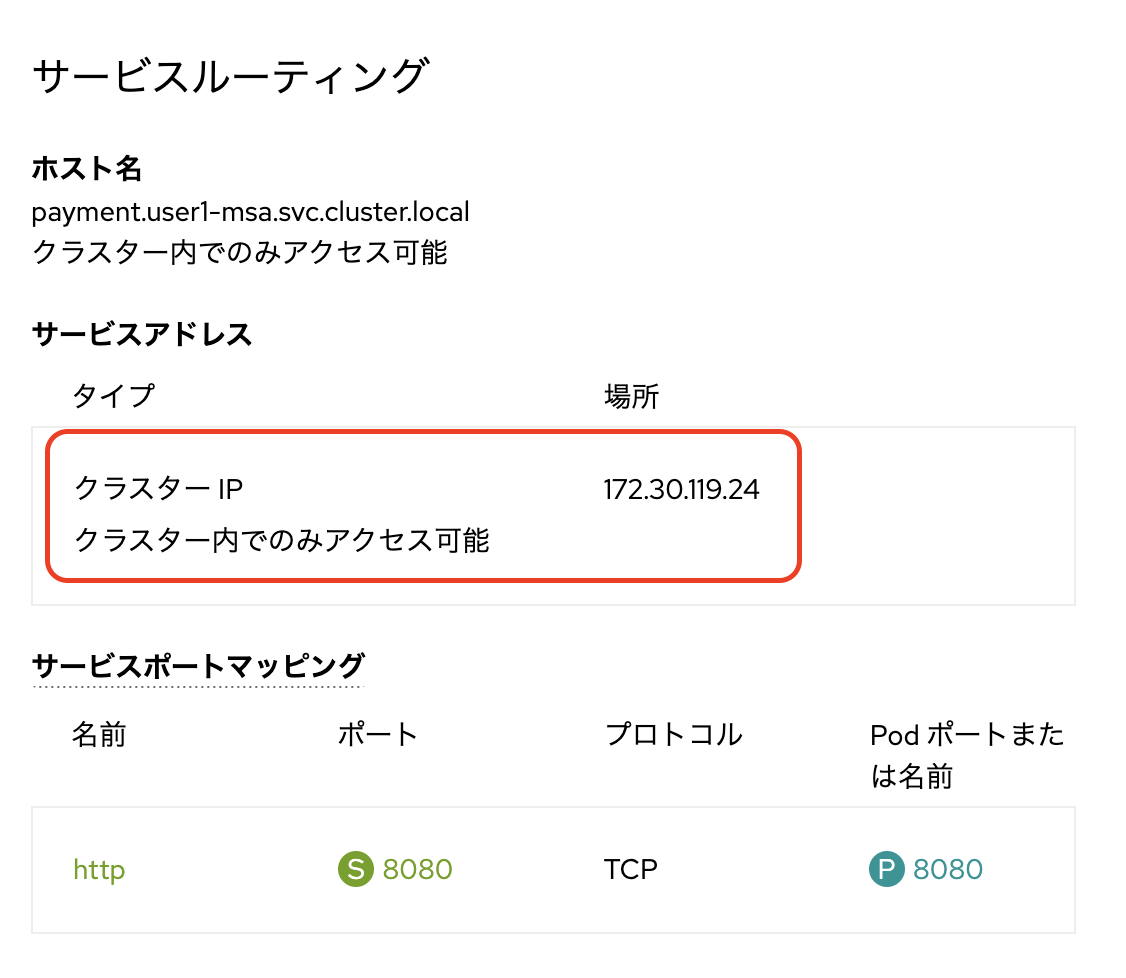 サービスルーティング
ホスト名
payment.user1-msa.svc.cluster.local
クラスター内でのみアクセス可能
サービスアドレス
タイプ 場所
クラスター IP 172.30.119.24
クラスター内でのみアクセス可能
サービスポートマッピング
名前 ポート プロトコル Pod ポートまた
は名前
http S 8080 TCP P 8080